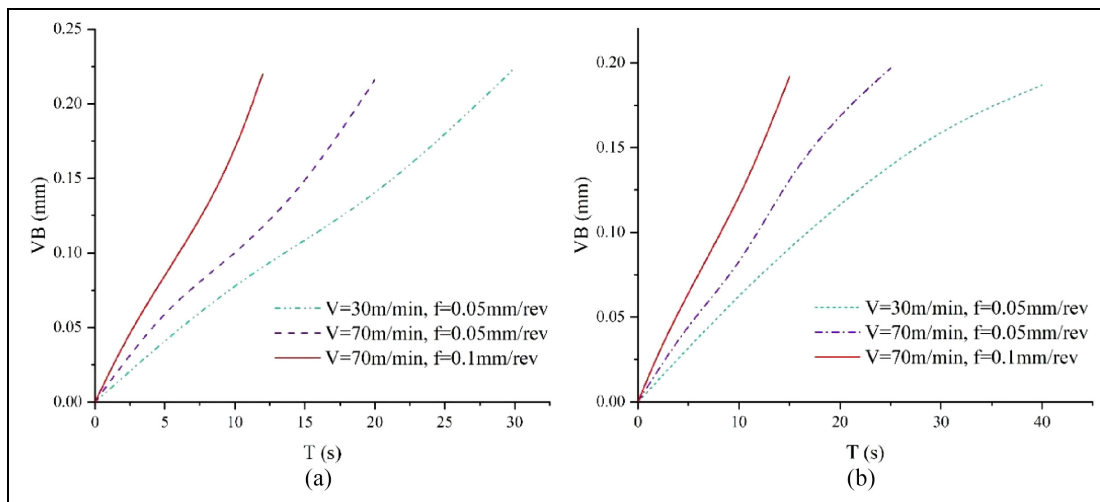 0.25
0.20
0.15
0.10
0.05
0.00
VB (mm)
V=30m/min, f=0.05mm/rev
V=70m/min, f=0.05mm/rev
V=70m/min, f=0.1mm/rev
0 5 10 15 20 25 30
T (s)
(a)
0.20
0.15
0.10
0.05
0.00
VB (mm)
V=30m/min, f=0.05mm/rev
V=70m/min, f=0.05mm/rev
V=70m/min, f=0.1mm/rev
0 10 20 30 40
T (s)
(b)